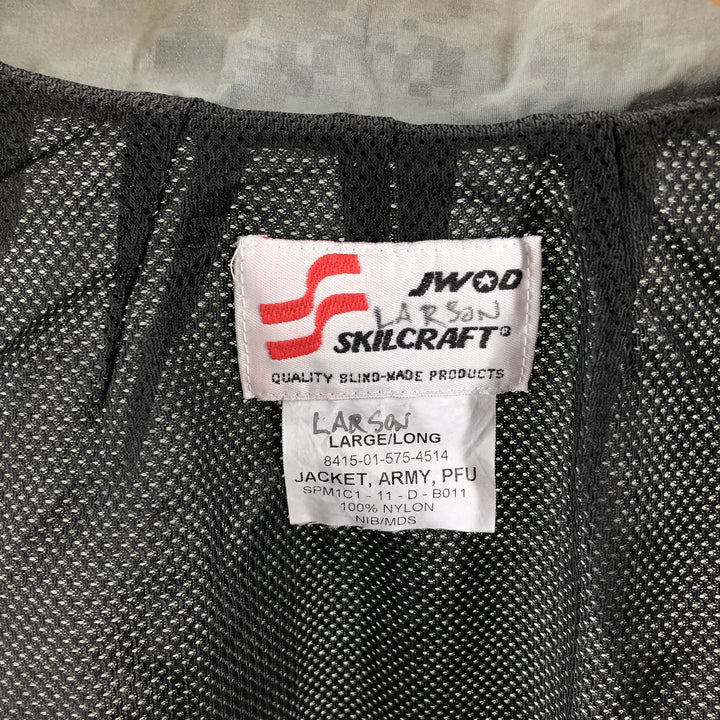 JWOD
LARSON
SKILCRAFT®
QUALITY BLIND-MADE PRODUCTS
LARSON
LARGE/LONG
8415-01-575-4514
JACKET, ARMY, PFU
SPM1C1 - 11 - D - B011
100% NYLON
NIB/MDS